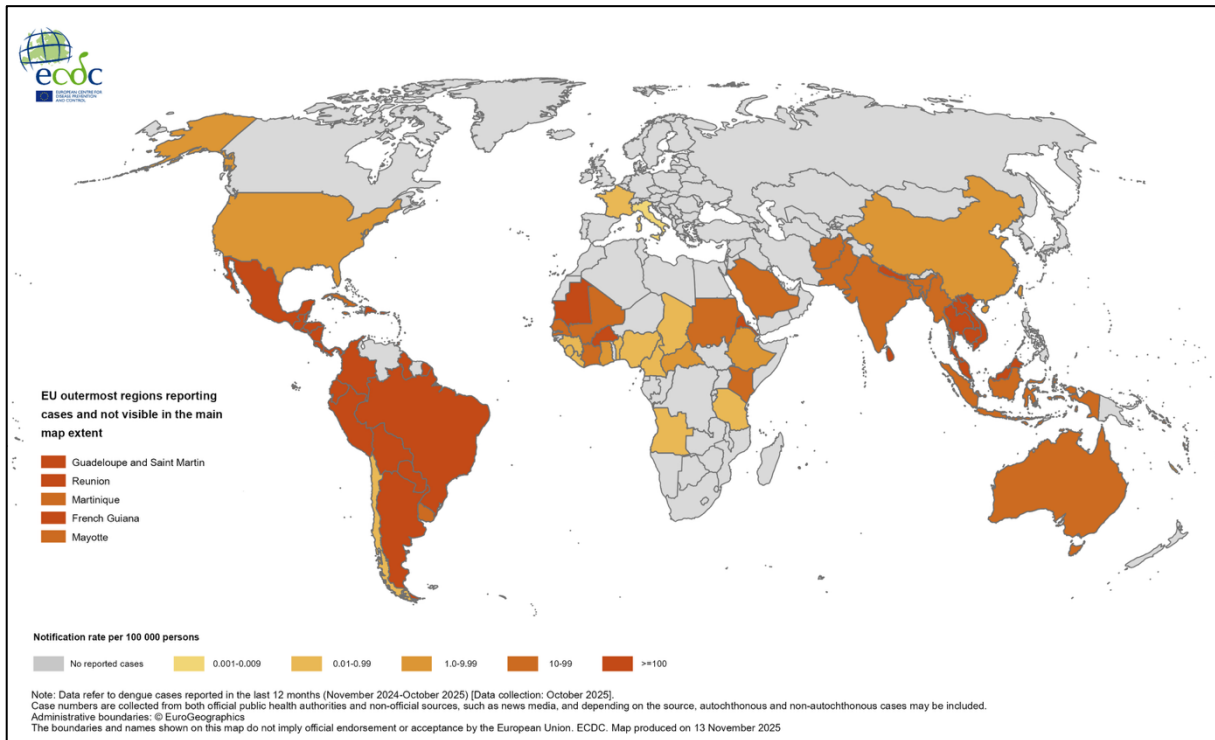 ecdc
EUROPEAN CENTRE FOR
DISEASE PREVENTION
AND CONTROL
EU outermost regions reporting
cases and not visible in the main
map extent
Guadeloupe and Saint Martin
Reunion
Martinique
French Guiana
Mayotte
Notification rate per 100 000 persons
No reported cases
0.001-0.009
0.01-0.99
1.0-9.99
10-99
>=100
Note: Data refer to dengue cases reported in the last 12 months (November 2024-October 2025) [Data collection: October 2025].
Case numbers are collected from both official public health authorities and non-official sources, such as news media, and depending on the source, autochthonous and non-autochthonous cases may be included.
Administrative boundaries: © EuroGeographics
The boundaries and names shown on this map do not imply official endorsement or acceptance by the European Union. ECDC. Map produced on 13 November 2025